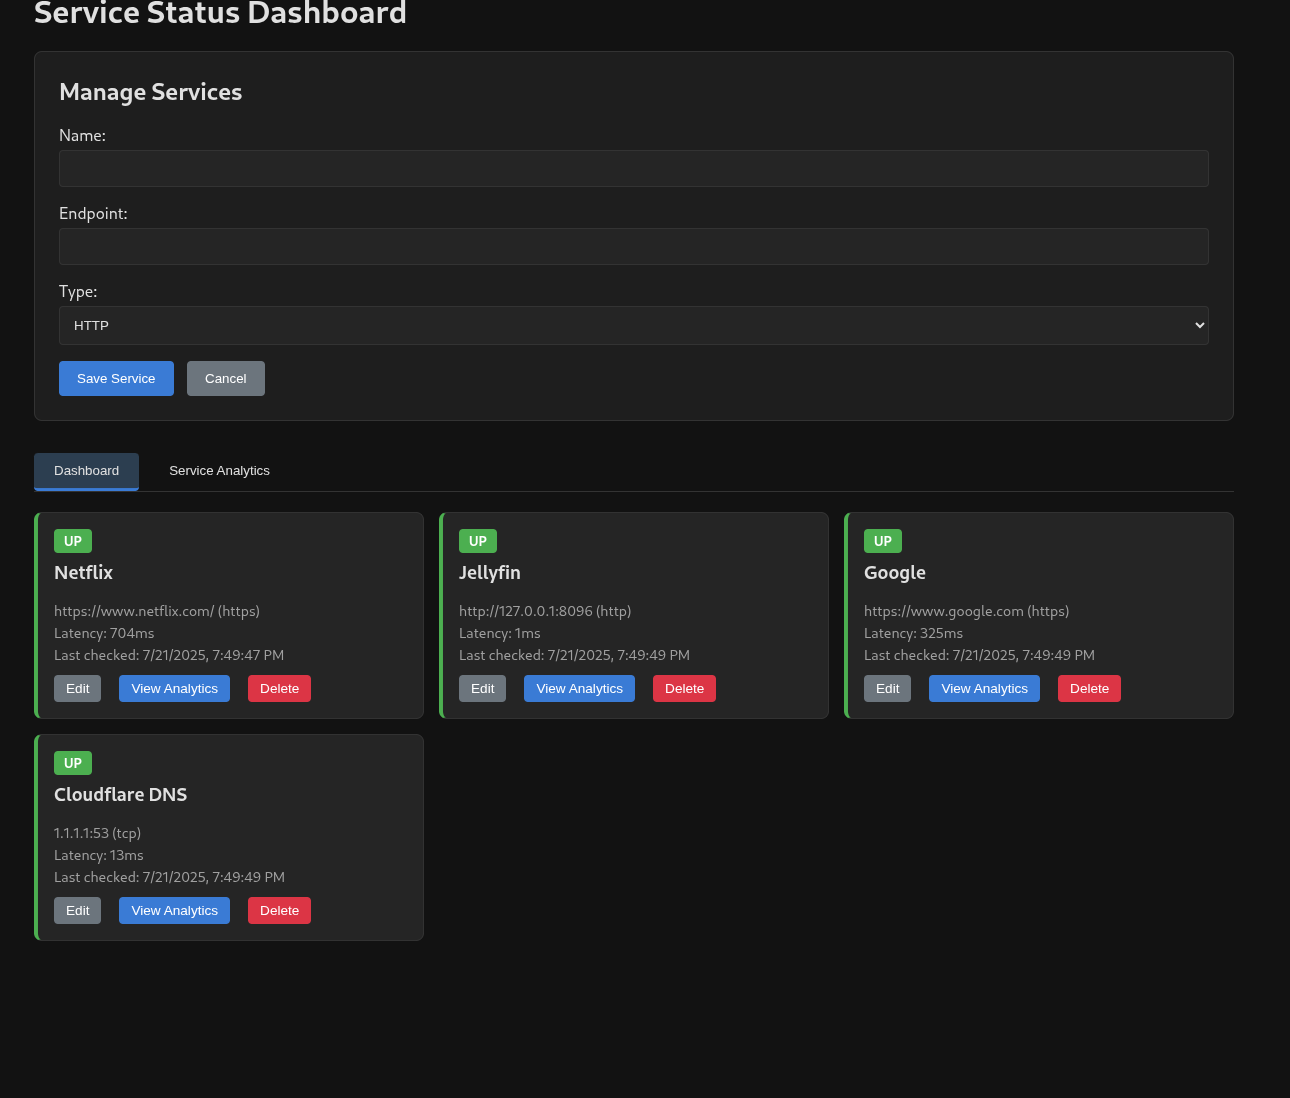 Service Status Dashboard
Manage Services
Name:
Endpoint:
Type:
HTTP
Save Service Cancel
Dashboard Service Analytics
UP
Netflix
https://www.netflix.com/ (https)
Latency: 704ms
Last checked: 7/21/2025, 7:49:47 PM
Edit View Analytics Delete
UP
Jellyfin
http://127.0.0.1:8096 (http)
Latency: 1ms
Last checked: 7/21/2025, 7:49:49 PM
Edit View Analytics Delete
UP
Google
https://www.google.com (https)
Latency: 325ms
Last checked: 7/21/2025, 7:49:49 PM
Edit View Analytics Delete
UP
Cloudflare DNS
1.1.1.1:53 (tcp)
Latency: 13ms
Last checked: 7/21/2025, 7:49:49 PM
Edit View Analytics Delete